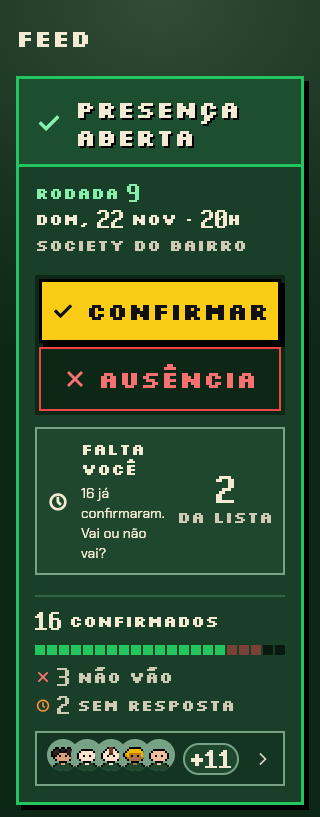 FEED
PRESENÇA
ABERTA
RODADA 9
DOM, 22 NOV · 20H
SOCIETY DO BAIRRO
CONFIRMAR
AUSÊNCIA
FALTA
VOCÊ
16 já
confirmaram.
Vai ou não
vai?
2
DA LISTA
16 CONFIRMADOS
3 NÃO VÃO
2 SEM RESPOSTA
+11